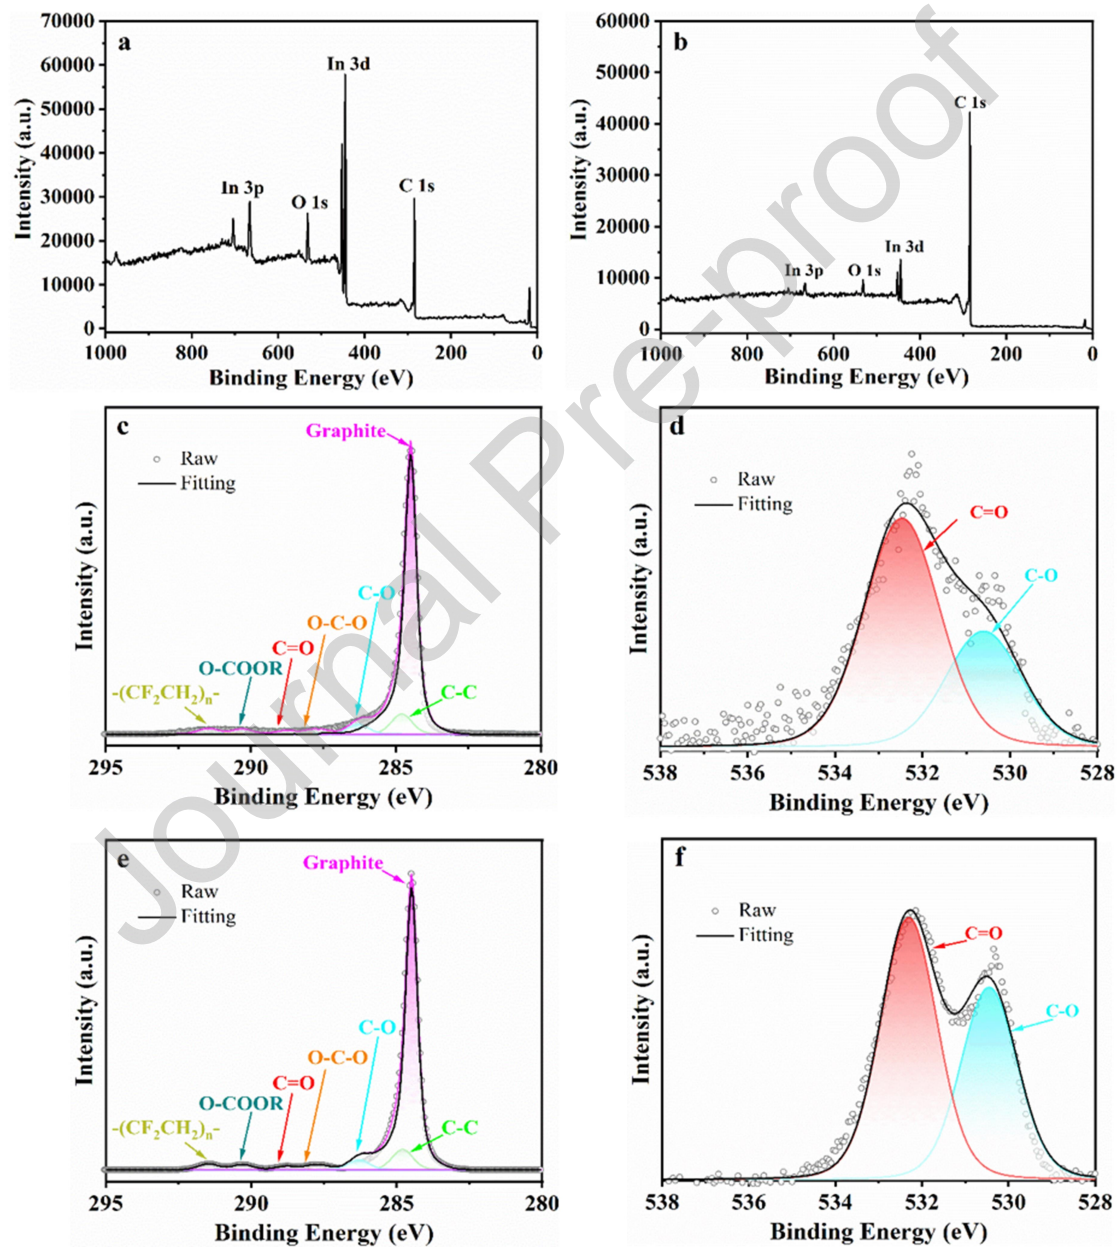 a
70000
60000
50000
40000
30000
20000
10000
0
In 3d
In 3p
O 1s
C 1s
1000 800 600 400 200 0
Binding Energy (eV)
Intensity (a.u.)
b
60000
50000
40000
30000
20000
10000
0
C 1s
In 3d
In 3p
O 1s
1000 800 600 400 200 0
Binding Energy (eV)
Intensity (a.u.)
c
Graphite
Raw
Fitting
C-O
O-C-O
C=O
O-COOR
-(CF₂CH₂)ₙ-
C-C
295 290 285 280
Binding Energy (eV)
Intensity (a.u.)
d
Raw
Fitting
C=O
C-O
538 536 534 532 530 528
Binding Energy (eV)
Intensity (a.u.)
e
Graphite
Raw
Fitting
C-O
O-C-O
C=O
O-COOR
-(CF₂CH₂)ₙ-
C-C
295 290 285 280
Binding Energy (eV)
Intensity (a.u.)
f
Raw
Fitting
C=O
C-O
538 536 534 532 530 528
Binding Energy (eV)
Intensity (a.u.)
Journal Pre-proof